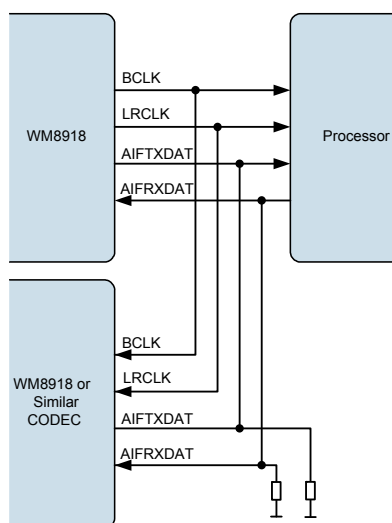 WM8918
BCLK
LRCLK
AIFTXDAT
AIFRXDAT
Processor
WM8918 or
Similar
CODEC
BCLK
LRCLK
AIFTXDAT
AIFRXDAT